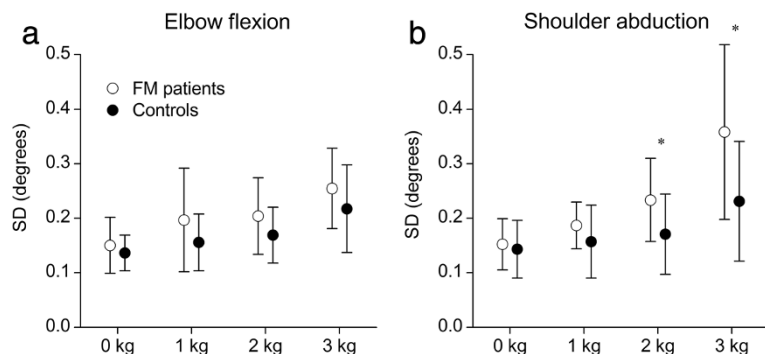 a
Elbow flexion
b
Shoulder abduction
0.5
0.4
0.3
0.2
0.1
0.0
SD (degrees)
FM patients
Controls
0 kg 1 kg 2 kg 3 kg
0.5
0.4
0.3
0.2
0.1
0.0
SD (degrees)
*
*
0 kg 1 kg 2 kg 3 kg